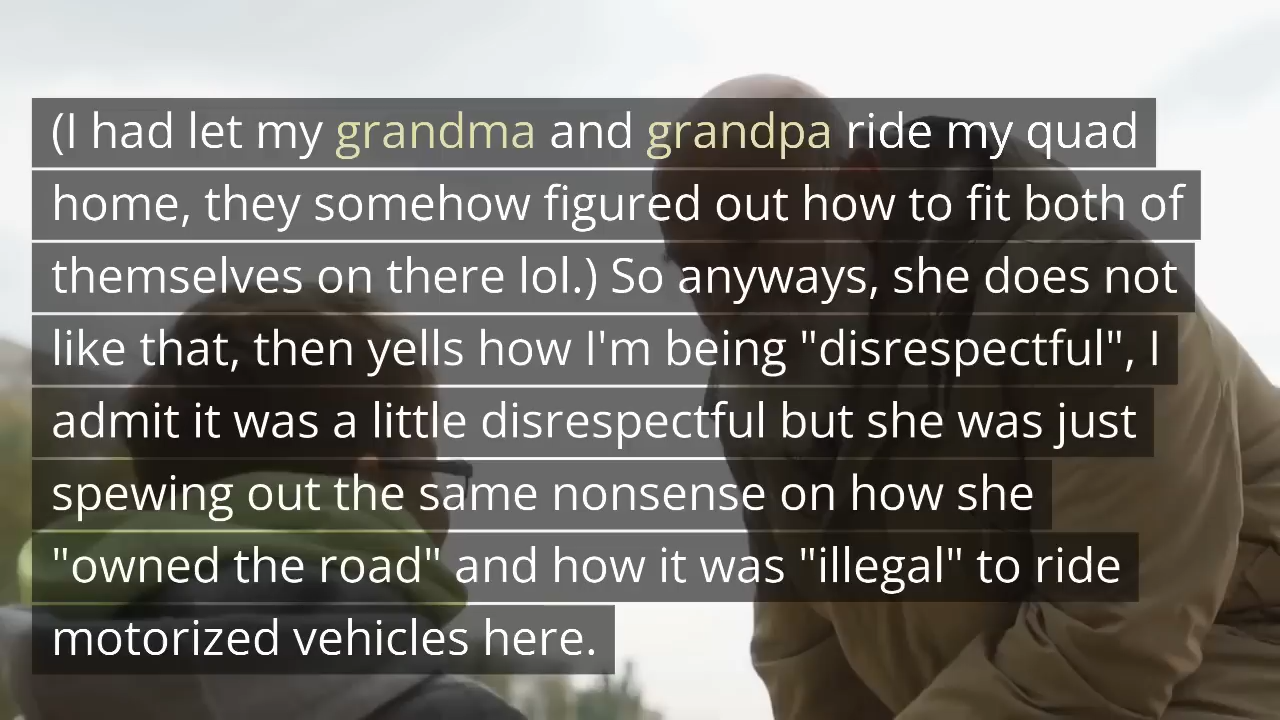 (I had let my grandma and grandpa ride my quad
home, they somehow figured out how to fit both of
themselves on there lol.) So anyways, she does not
like that, then yells how I'm being "disrespectful", I
admit it was a little disrespectful but she was just
spewing out the same nonsense on how she
"owned the road" and how it was "illegal" to ride
motorized vehicles here.